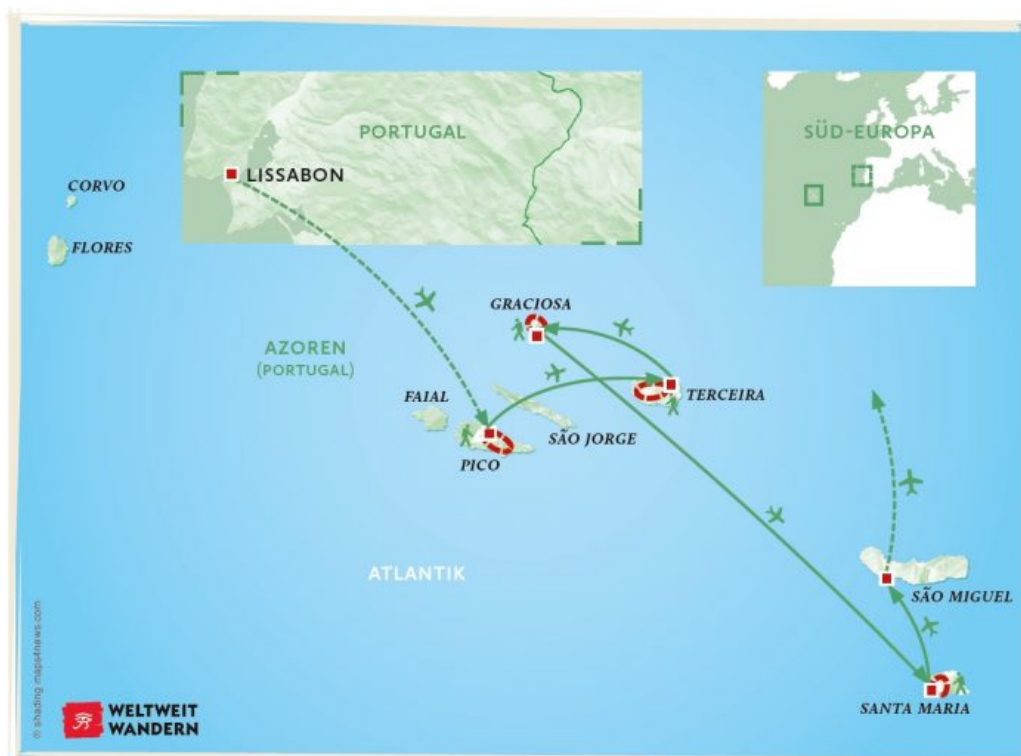 PORTUGAL
LISSABON
SÜD-EUROPA
CORVO
FLORES
GRACIOSA
AZOREN
(PORTUGAL)
FAIAL
TERCEIRA
SÃO JORGE
PICO
ATLANTIK
SÃO MIGUEL
SANTA MARIA
© shading maps4news.com
WELTWEIT
WANDERN